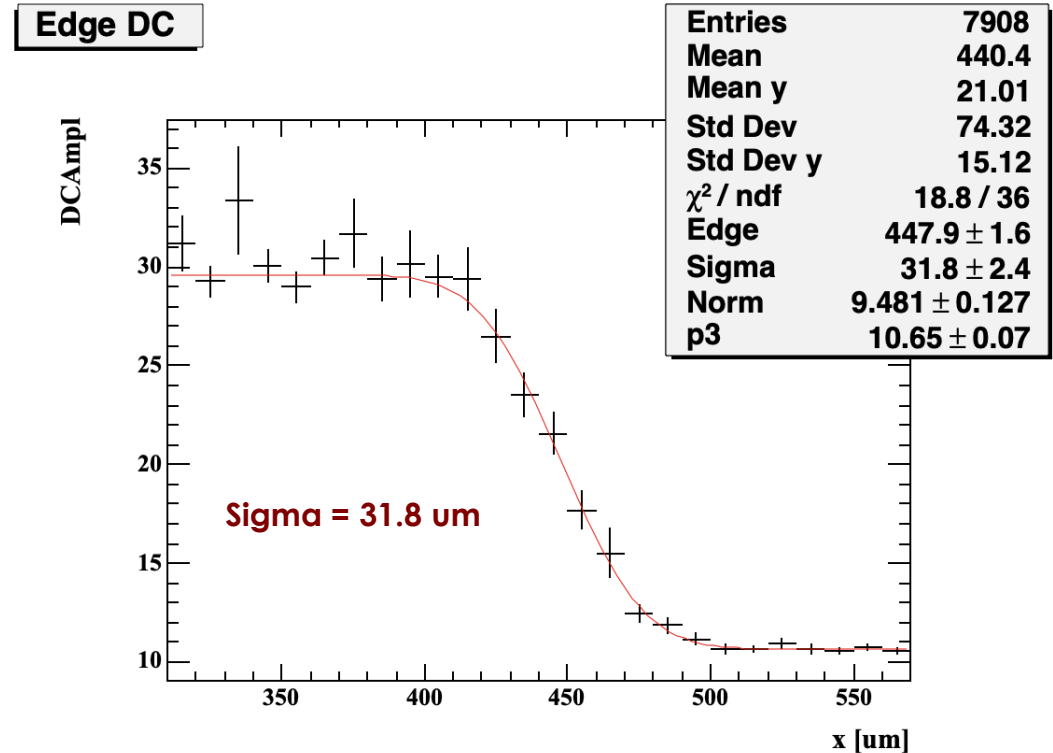 Edge DC
Entries 7908
Mean 440.4
Mean y 21.01
Std Dev 74.32
Std Dev y 15.12
χ² / ndf 18.8 / 36
Edge 447.9 ± 1.6
Sigma 31.8 ± 2.4
Norm 9.481 ± 0.127
p3 10.65 ± 0.07
DCAmpl
35
30
25
20
15
10
Sigma = 31.8 um
350 400 450 500 550
x [um]